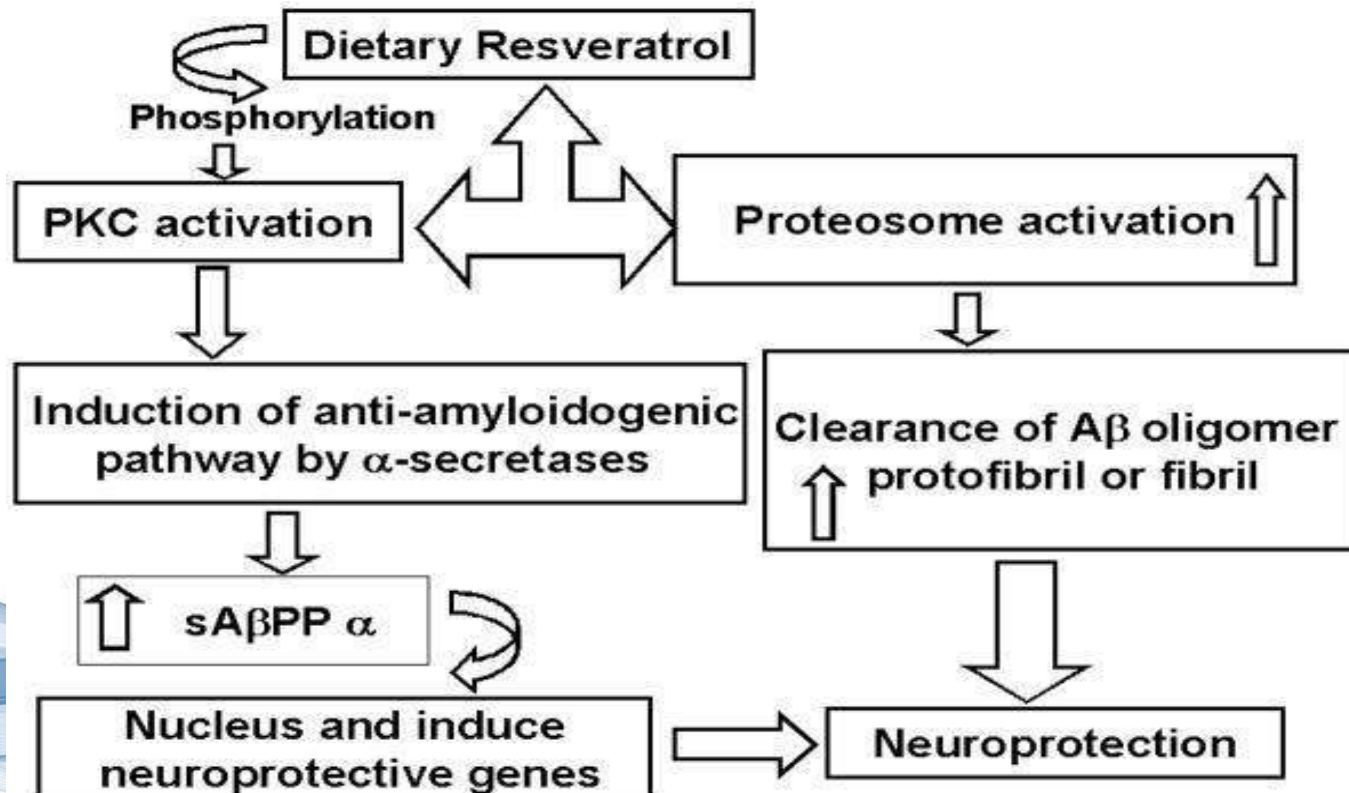 Dietary Resveratrol
Phosphorylation
PKC activation
Proteosome activation
Induction of anti-amyloidogenic
pathway by α-secretases
Clearance of Aβ oligomer
protofibril or fibril
sAβPP α
Nucleus and induce
neuroprotective genes
Neuroprotection